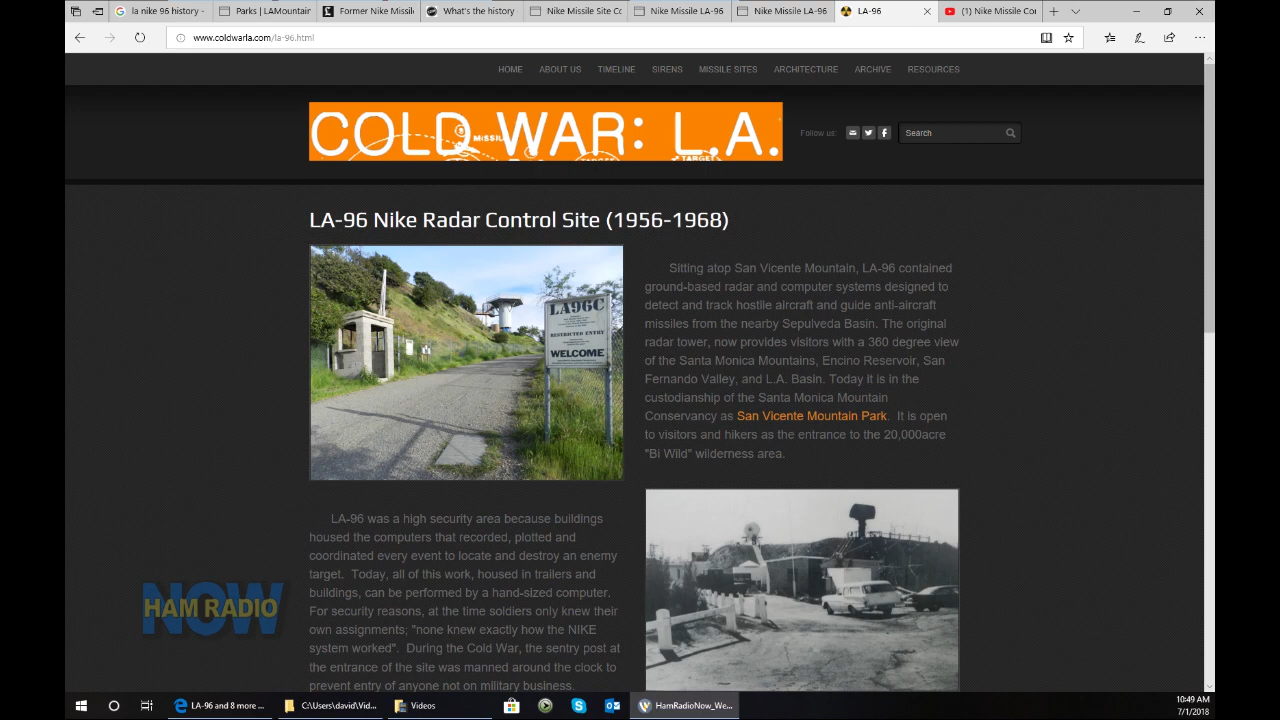 la nike 96 history -
Parks | LAMountain
Former Nike Missil
What's the history
Nike Missile Site Co
Nike Missile LA-96
Nike Missile LA-96
LA-96
(1) Nike Missile Cor
www.coldwarla.com/la-96.html
HOME ABOUT US TIMELINE SIRENS MISSILE SITES ARCHITECTURE ARCHIVE RESOURCES
COLD WAR: L.A.
MISSILE
TARGET
Follow us:
Search
LA-96 Nike Radar Control Site (1956-1968)
LA96C
RESTRICTED ENTRY
WELCOME
Sitting atop San Vicente Mountain, LA-96 contained
ground-based radar and computer systems designed to
detect and track hostile aircraft and guide anti-aircraft
missiles from the nearby Sepulveda Basin. The original
radar tower, now provides visitors with a 360 degree view
of the Santa Monica Mountains, Encino Reservoir, San
Fernando Valley, and L.A. Basin. Today it is in the
custodianship of the Santa Monica Mountain
Conservancy as San Vicente Mountain Park. It is open
to visitors and hikers as the entrance to the 20,000acre
"Bi Wild" wilderness area.
LA-96 was a high security area because buildings
housed the computers that recorded, plotted and
coordinated every event to locate and destroy an enemy
target. Today, all of this work, housed in trailers and
buildings, can be performed by a hand-sized computer.
For security reasons, at the time soldiers only knew their
own assignments; "none knew exactly how the NIKE
system worked". During the Cold War, the sentry post at
the entrance of the site was manned around the clock to
prevent entry of anyone not on military business.
HAM RADIO
NOW
LA-96 and 8 more ...
C:\Users\david\Vid...
Videos
HamRadioNow_We...
10:49 AM
7/1/2018